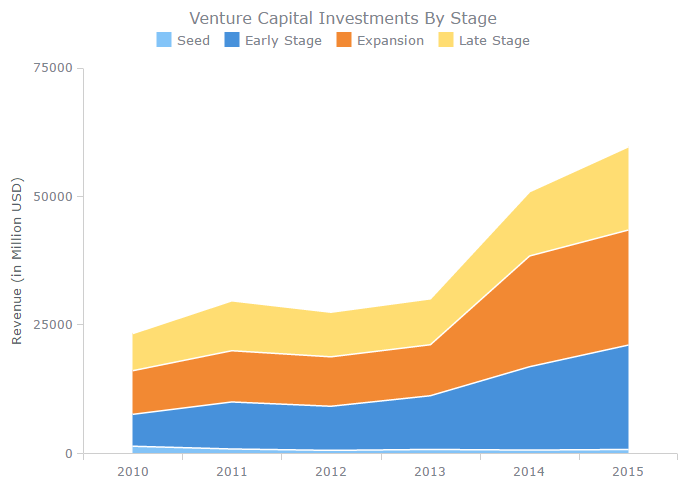 Venture Capital Investments By Stage
Seed Early Stage Expansion Late Stage
75000
50000
25000
0
Revenue (in Million USD)
2010 2011 2012 2013 2014 2015